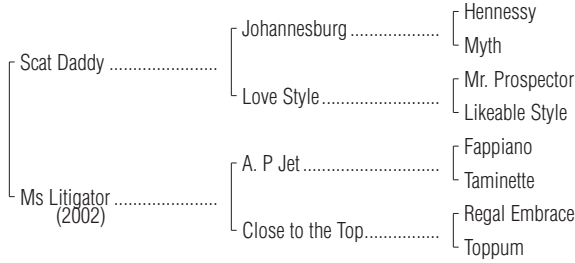 Hennessy
Johannesburg ....................
Myth
Scat Daddy ........................
Mr. Prospector
Love Style ..........................
Likeable Style
Fappiano
A. P Jet ..............................
Taminette
Ms Litigator .......................
(2002)
Regal Embrace
Close to the Top.................
Toppum